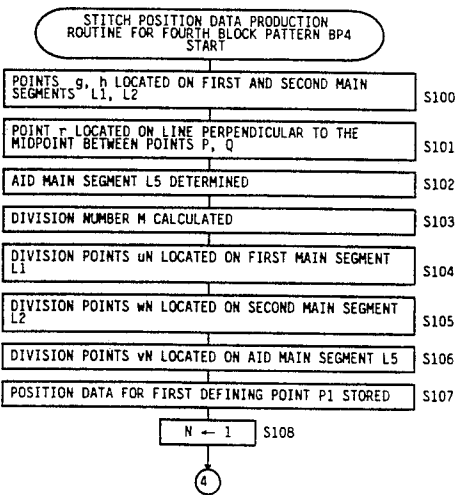 STITCH POSITION DATA PRODUCTION
ROUTINE FOR FOURTH BLOCK PATTERN BP4
START
POINTS g, h LOCATED ON FIRST AND SECOND MAIN
SEGMENTS L1, L2
S100
POINT r LOCATED ON LINE PERPENDICULAR TO THE
MIDPOINT BETWEEN POINTS P, Q
S101
AID MAIN SEGMENT L5 DETERMINED
S102
DIVISION NUMBER M CALCULATED
S103
DIVISION POINTS uN LOCATED ON FIRST MAIN SEGMENT
L1
S104
DIVISION POINTS wN LOCATED ON SECOND MAIN SEGMENT
L2
S105
DIVISION POINTS vN LOCATED ON AID MAIN SEGMENT L5
S106
POSITION DATA FOR FIRST DEFINING POINT P1 STORED
S107
N ← 1
S108
4